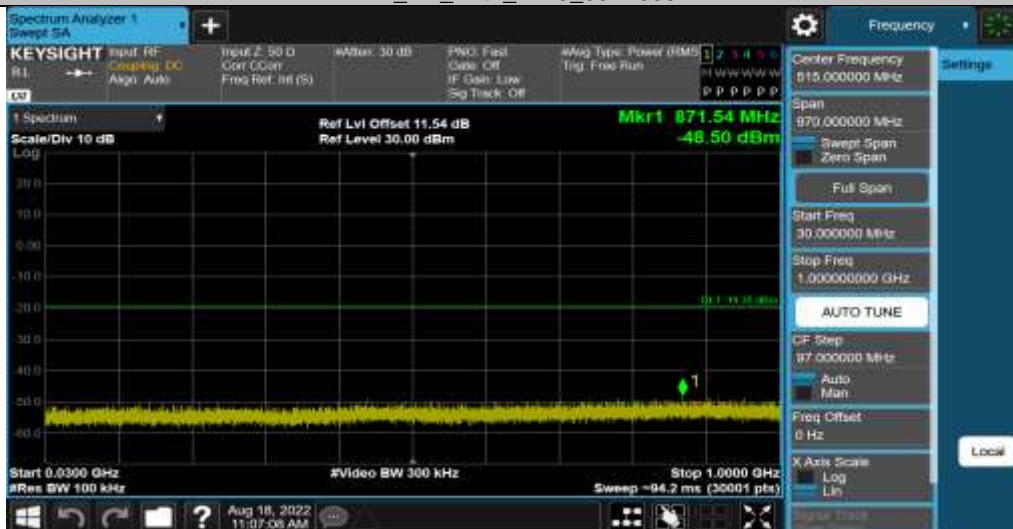 Spectrum Analyzer 1
Swept SA
+
Frequency
KEYSIGHT
Input: RF
Coupling: DC
Align: Auto
RL
Input Z: 50 Ω
Corr CCorr
Freq Ref: Int (S)
#Atten: 30 dB
PNO: Fast
Gate: Off
IF Gain: Low
Sig Track: Off
#Avg Type: Power (RMS
Trig: Free Run
1 2 3 4 5 6
M W W W W W
P P P P P P
Center Frequency
515.000000 MHz
Settings
Span
970.000000 MHz
Swept Span
Zero Span
Full Span
Start Freq
30.000000 MHz
Stop Freq
1.000000000 GHz
AUTO TUNE
CF Step
97.000000 MHz
Auto
Man
Freq Offset
0 Hz
X Axis Scale
Log
Lin
Signal Track
Local
1 Spectrum
Scale/Div 10 dB
Log
Ref Lvl Offset 11.54 dB
Ref Level 30.00 dBm
Mkr1 871.54 MHz
-48.50 dBm
20.0
10.0
0.00
-10.0
-20.0
-30.0
-40.0
-50.0
-60.0
1
Start 0.0300 GHz
#Res BW 100 kHz
#Video BW 300 kHz
Stop 1.0000 GHz
Sweep ~94.2 ms (30001 pts)
?
Aug 18, 2022
11:07:08 AM